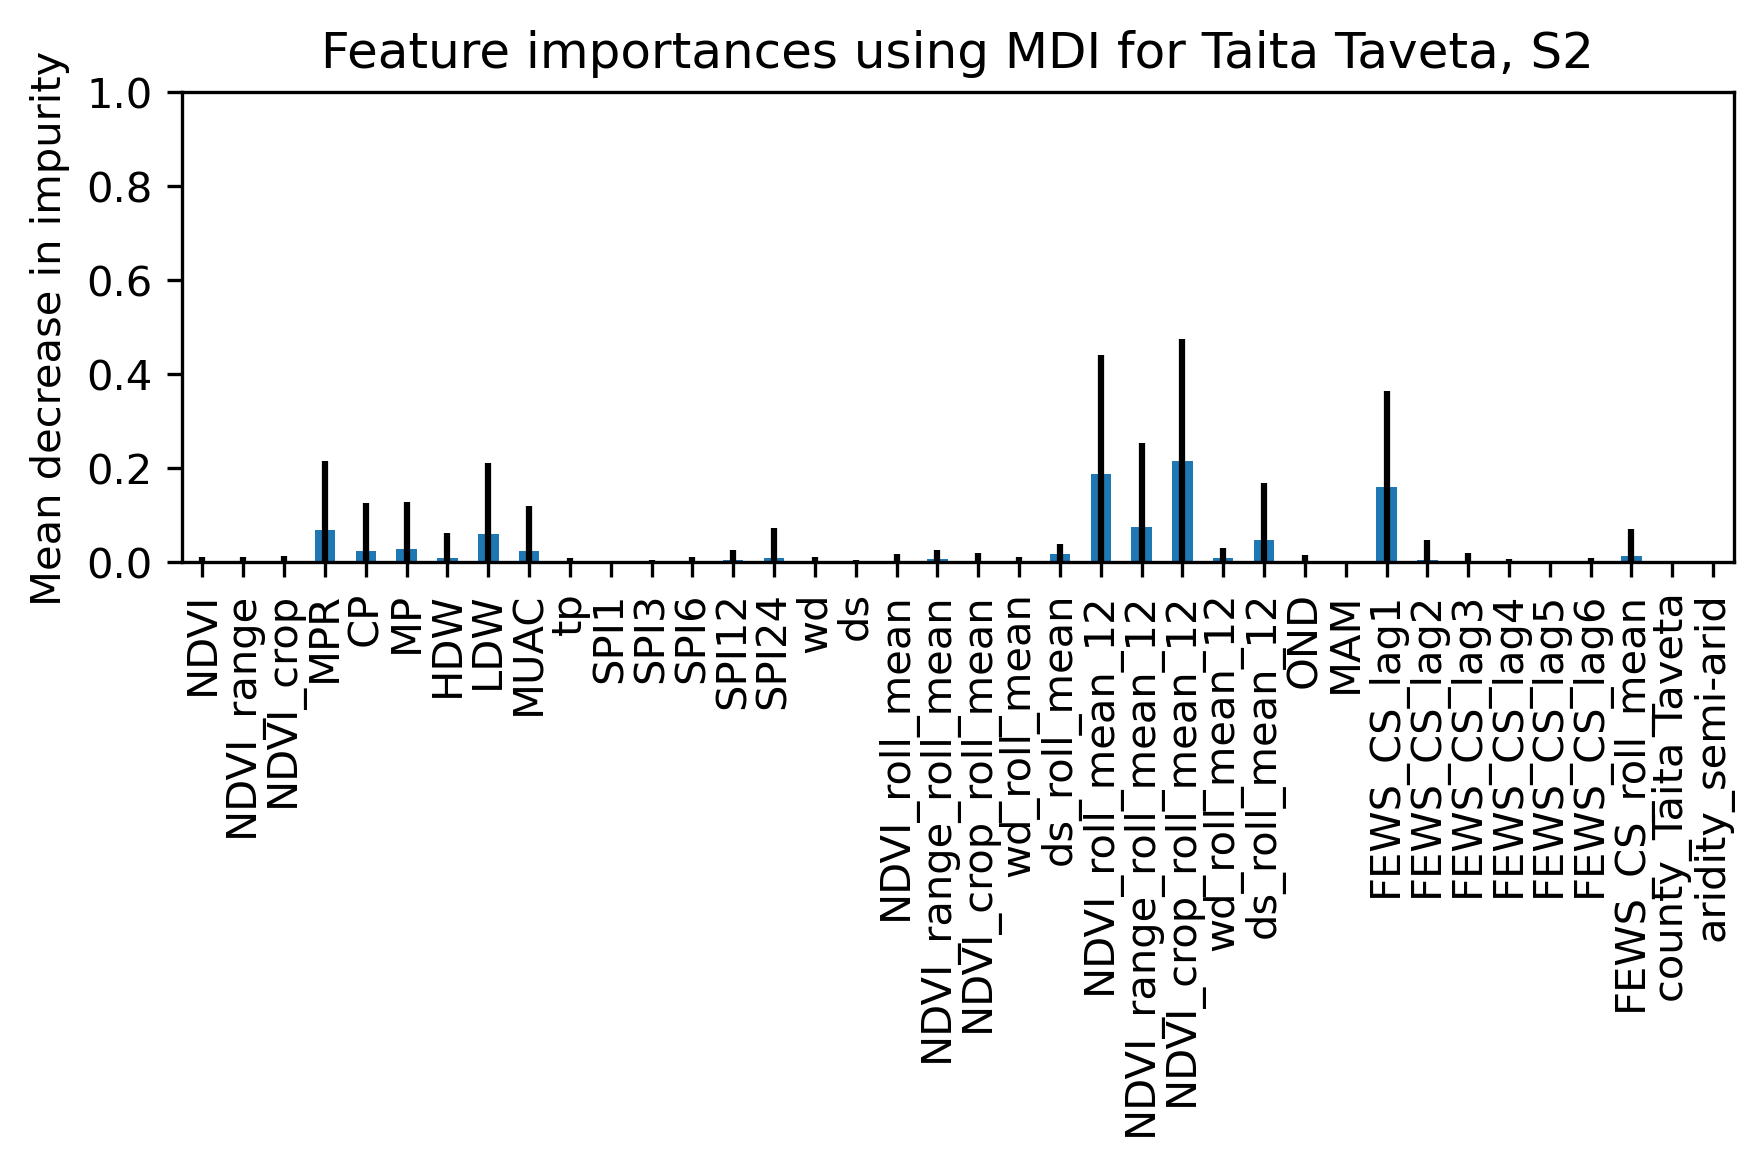 Feature importances using MDI for Taita Taveta, S2
Mean decrease in impurity
1.0
0.8
0.6
0.4
0.2
0.0
NDVI
NDVI_range
NDVI_crop
MPR
CP
MP
HDW
LDW
MUAC
tp
SPI1
SPI3
SPI6
SPI12
SPI24
wd
ds
NDVI_roll_mean
NDVI_range_roll_mean
NDVI_crop_roll_mean
wd_roll_mean
ds_roll_mean
NDVI_roll_mean_12
NDVI_range_roll_mean_12
NDVI_crop_roll_mean_12
wd_roll_mean_12
ds_roll_mean_12
OND
MAM
FEWS_CS_lag1
FEWS_CS_lag2
FEWS_CS_lag3
FEWS_CS_lag4
FEWS_CS_lag5
FEWS_CS_lag6
FEWS_CS_roll_mean
county_Taita Taveta
aridity_semi-arid